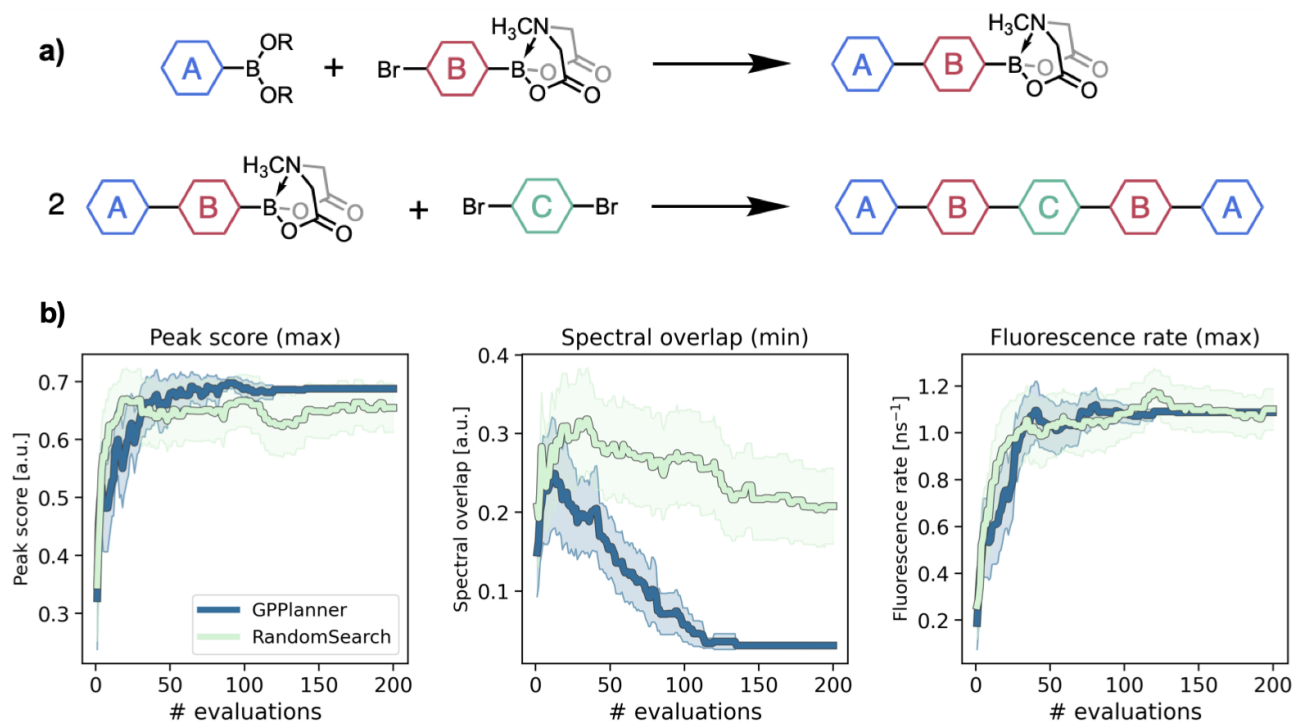 a)
A B OR OR + Br B B O O O O H₃C N A B B O O O O H₃C N
2 A B B O O O O H₃C N + Br C Br A B C B A
b)
Peak score (max)
Peak score [a.u.]
0.7
0.6
0.5
0.4
0.3
GPPlanner
RandomSearch
0 50 100 150 200
# evaluations
Spectral overlap (min)
Spectral overlap [a.u.]
0.4
0.3
0.2
0.1
0 50 100 150 200
# evaluations
Fluorescence rate (max)
Fluorescence rate [ns⁻¹]
1.2
1.0
0.8
0.6
0.4
0.2
0 50 100 150 200
# evaluations